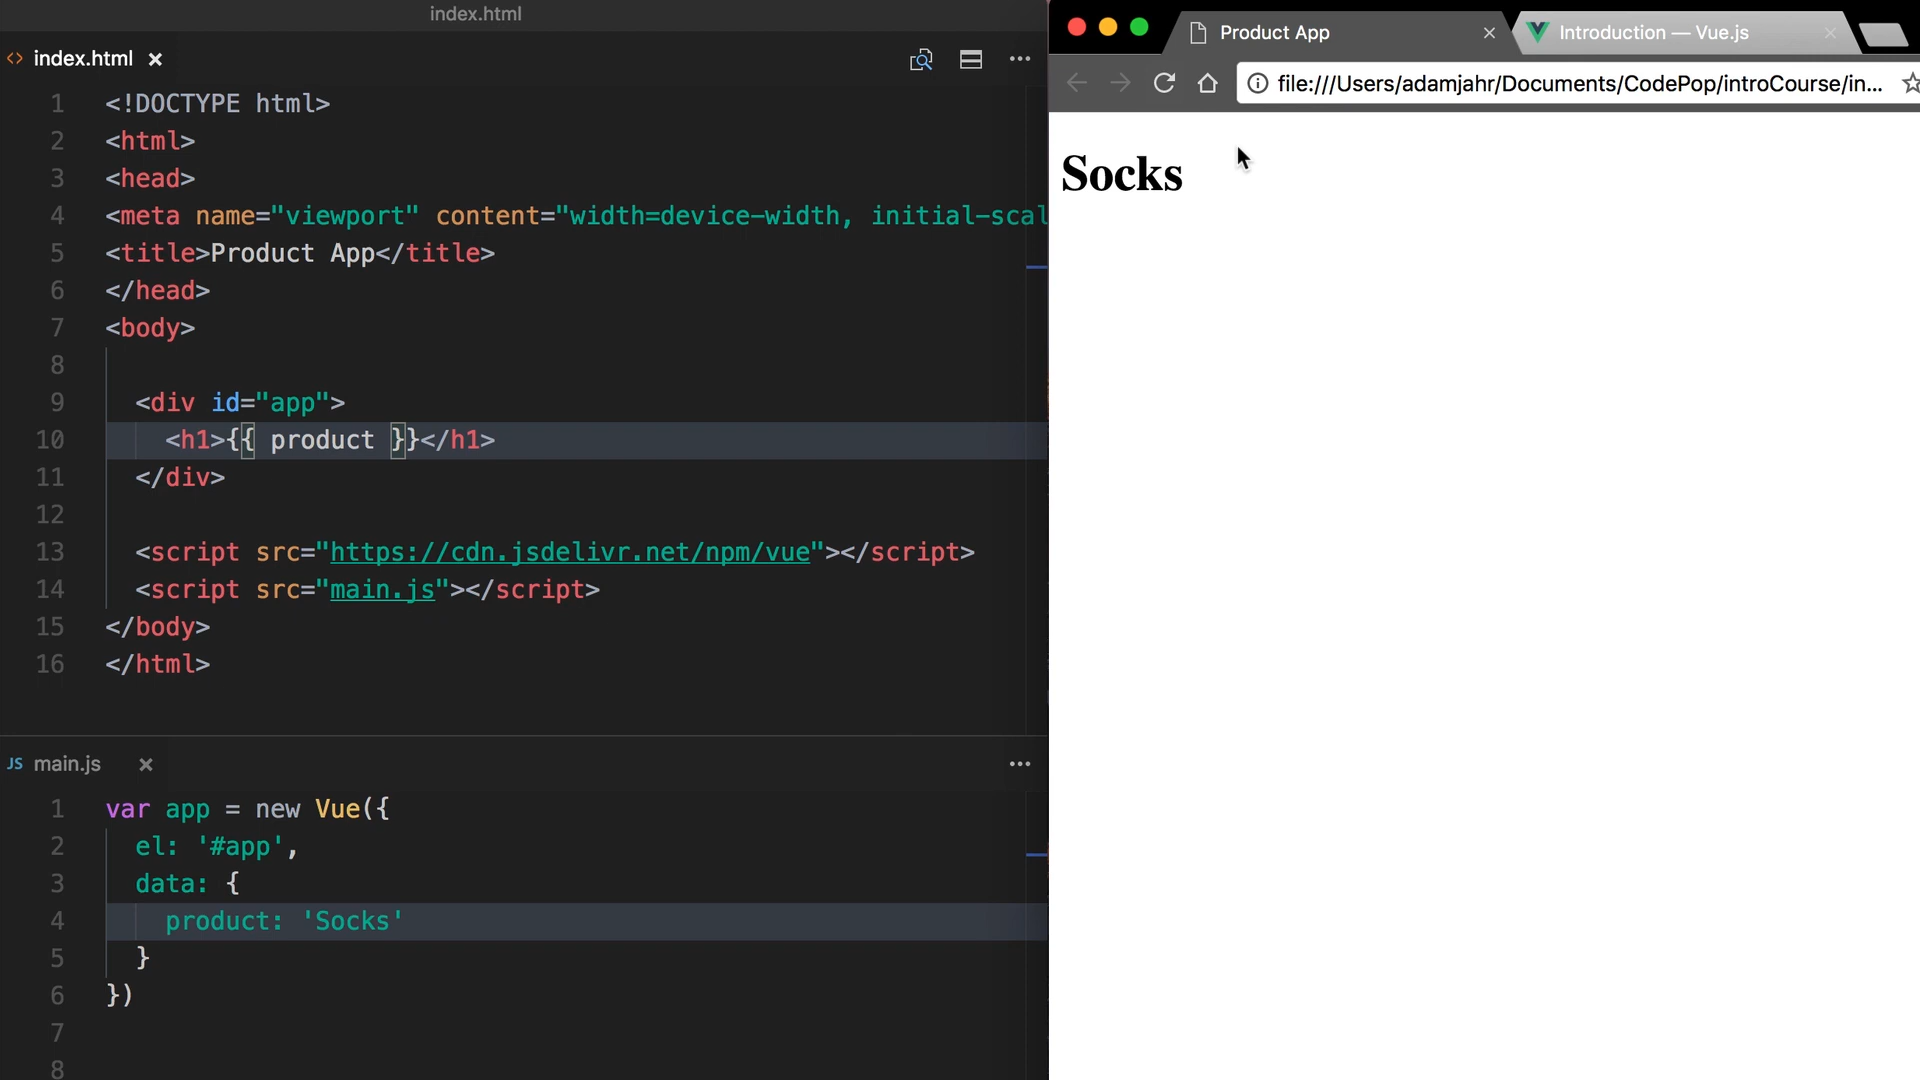 index.html
index.html
1 <!DOCTYPE html>
2 <html>
3 <head>
4 <meta name="viewport" content="width=device-width, initial-scal
5 <title>Product App</title>
6 </head>
7 <body>
8
9 <div id="app">
10 <h1>{{ product }}</h1>
11 </div>
12
13 <script src="https://cdn.jsdelivr.net/npm/vue"></script>
14 <script src="main.js"></script>
15 </body>
16 </html>
JS main.js
1 var app = new Vue({
2 el: '#app',
3 data: {
4 product: 'Socks'
5 }
6 })
7
8
Product App
Introduction — Vue.js
file:///Users/adamjahr/Documents/CodePop/introCourse/in...
Socks